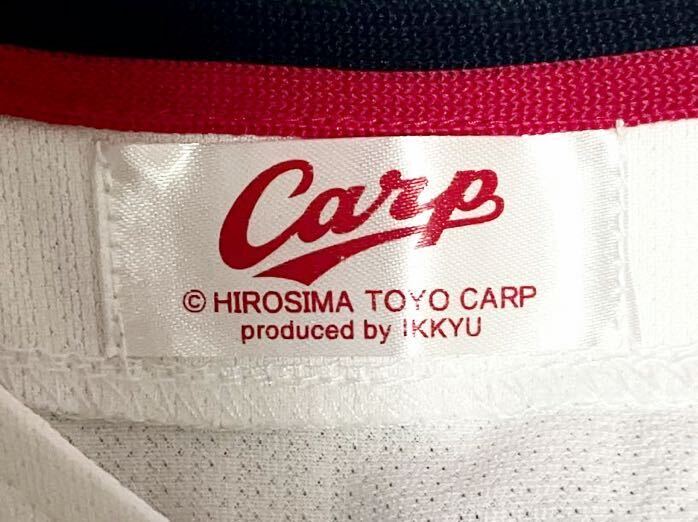 Carp
© HIROSIMA TOYO CARP
produced by IKKYU